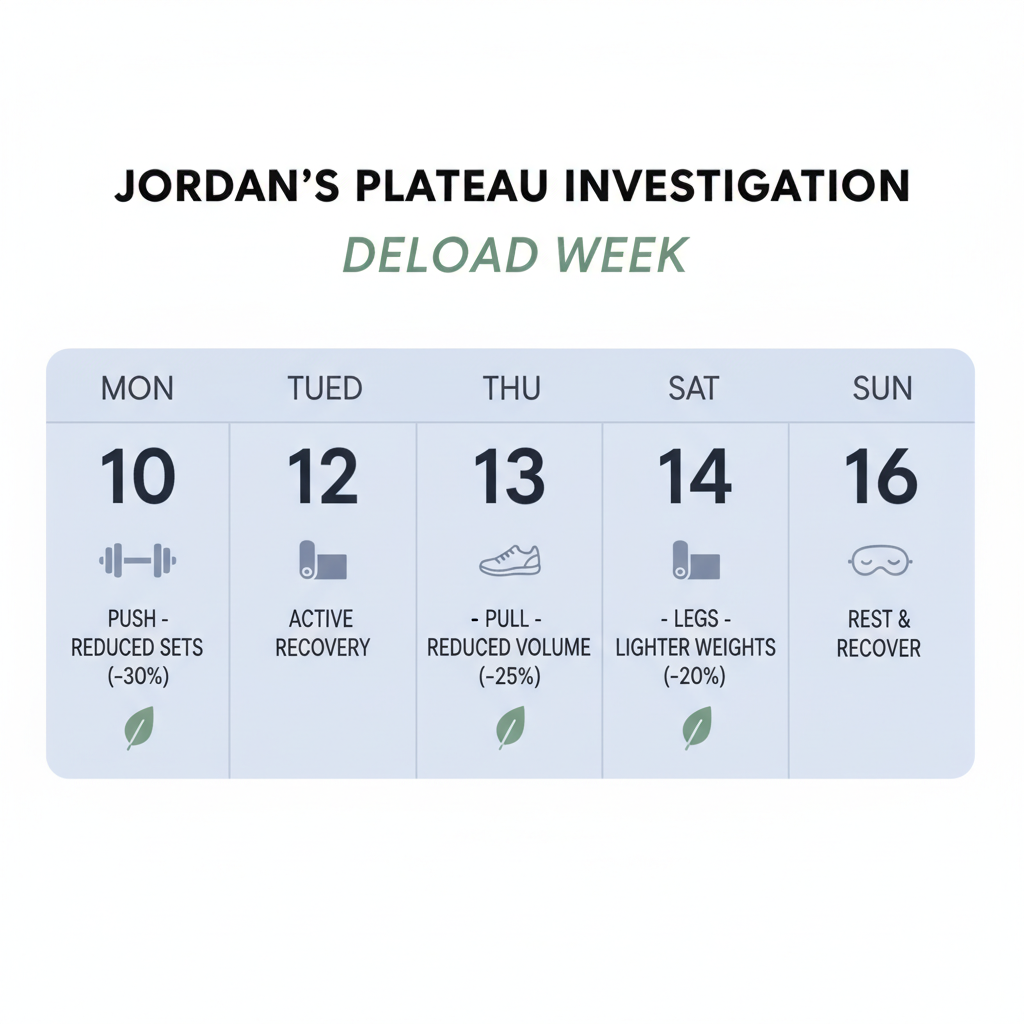 JORDAN’S PLATEAU INVESTIGATION
DELOAD WEEK
MON
TUED
THU
SAT
SUN
10
12
13
14
16
PUSH -
REDUCED SETS
(-30%)
ACTIVE
RECOVERY
- PULL -
REDUCED VOLUME
(-25%)
- LEGS -
LIGHTER WEIGHTS
(-20%)
REST &
RECOVER